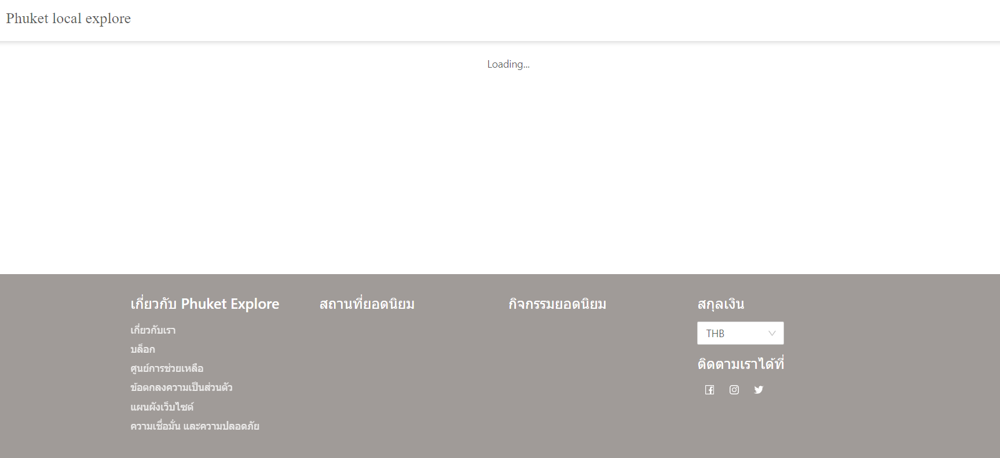 Phuket local explore
Loading...
เกี่ยวกับ Phuket Explore
เกี่ยวกับเรา
บล็อก
ศูนย์การช่วยเหลือ
ข้อตกลงความเป็นส่วนตัว
แผนผังเว็บไซต์
ความเชื่อมั่น และความปลอดภัย
สถานที่ยอดนิยม
กิจกรรมยอดนิยม
สกุลเงิน
THB
ติดตามเราได้ที่